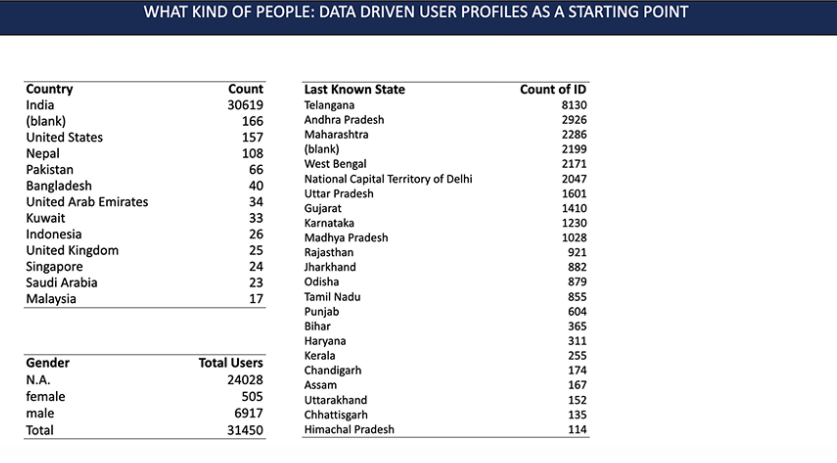 WHAT KIND OF PEOPLE: DATA DRIVEN USER PROFILES AS A STARTING POINT
Country Count
India 30619
(blank) 166
United States 157
Nepal 108
Pakistan 66
Bangladesh 40
United Arab Emirates 34
Kuwait 33
Indonesia 26
United Kingdom 25
Singapore 24
Saudi Arabia 23
Malaysia 17
Gender Total Users
N.A. 24028
female 505
male 6917
Total 31450
Last Known State Count of ID
Telangana 8130
Andhra Pradesh 2926
Maharashtra 2286
(blank) 2199
West Bengal 2171
National Capital Territory of Delhi 2047
Uttar Pradesh 1601
Gujarat 1410
Karnataka 1230
Madhya Pradesh 1028
Rajasthan 921
Jharkhand 882
Odisha 879
Tamil Nadu 855
Punjab 604
Bihar 365
Haryana 311
Kerala 255
Chandigarh 174
Assam 167
Uttarakhand 152
Chhattisgarh 135
Himachal Pradesh 114